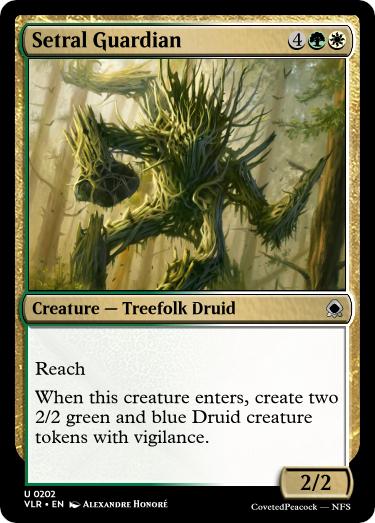 Setral Guardian 4
Creature — Treefolk Druid
Reach
When this creature enters, create two
2/2 green and blue Druid creature
tokens with vigilance.
2/2
U 0202
VLR • EN Alexandre Honoré
CovetedPeacock — NFS